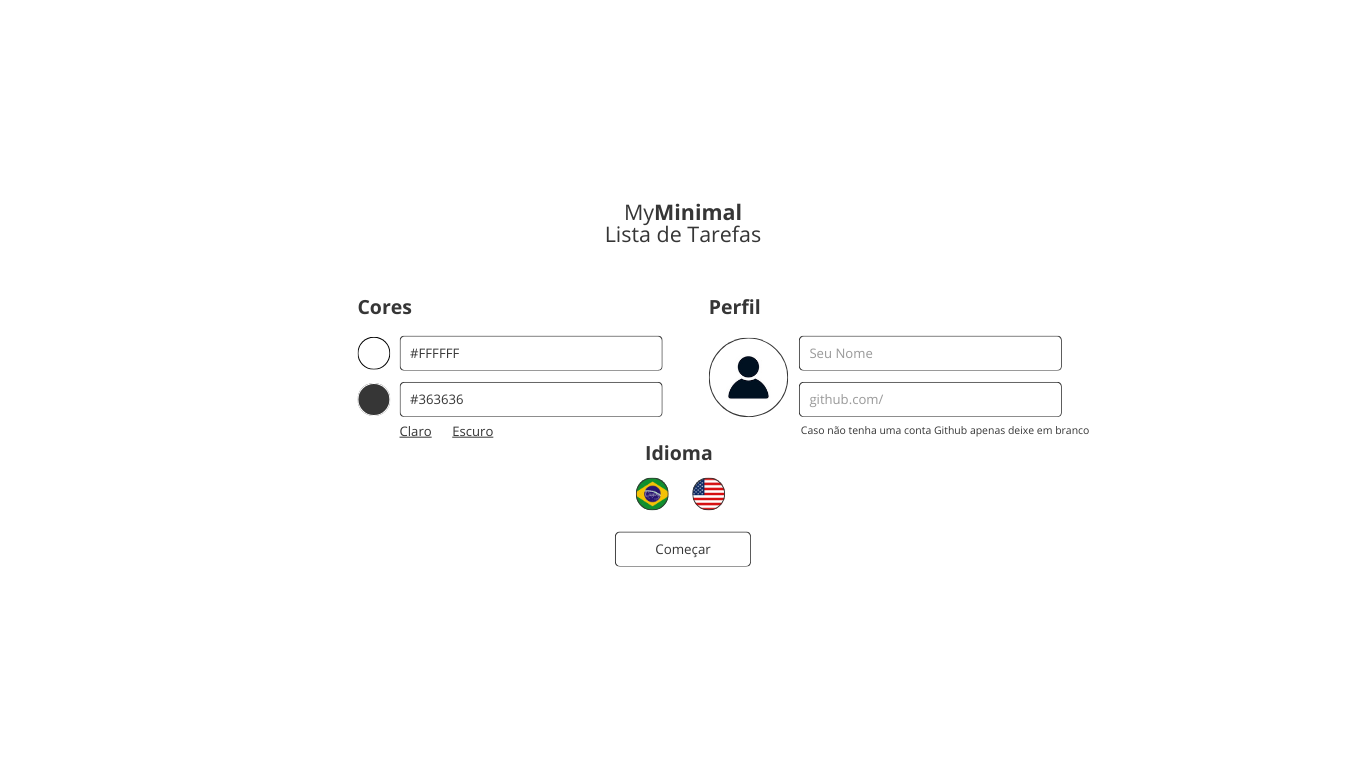 MyMinimal
Lista de Tarefas
Cores
#FFFFFF
#363636
Claro Escuro
Perfil
Seu Nome
github.com/
Caso não tenha uma conta Github apenas deixe em branco
Idioma
Começar